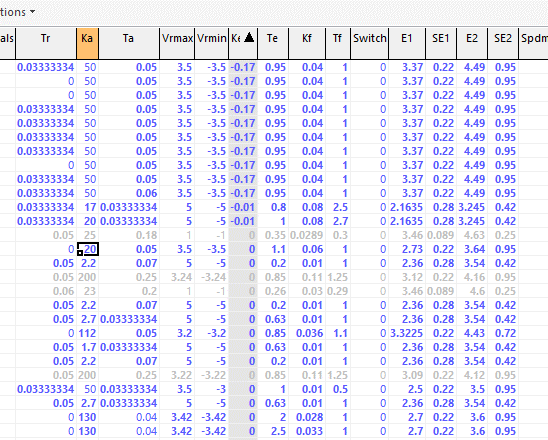 tions
als Tr Ka Ta Vrmax Vrmin Ke Te Kf Tf Switch E1 SE1 E2 SE2 Spdm
0.03333334 50 0.05 3.5 -3.5 -0.17 0.95 0.04 1 0 3.37 0.22 4.49 0.95
0 50 0.05 3.5 -3.5 -0.17 0.95 0.04 1 0 3.37 0.22 4.49 0.95
0 50 0.05 3.5 -3.5 -0.17 0.95 0.04 1 0 3.37 0.22 4.49 0.95
0.03333334 50 0.05 3.5 -3.5 -0.17 0.95 0.04 1 0 3.37 0.22 4.49 0.95
0.03333334 50 0.05 3.5 -3.5 -0.17 0.95 0.04 1 0 3.37 0.22 4.49 0.95
0.03333334 50 0.05 3.5 -3.5 -0.17 0.95 0.04 1 0 3.37 0.22 4.49 0.95
0.03333334 50 0.05 3.5 -3.5 -0.17 0.95 0.04 1 0 3.37 0.22 4.49 0.95
0 50 0.05 3.5 -3.5 -0.17 0.95 0.04 1 0 3.37 0.22 4.49 0.95
0.03333334 50 0.05 3.5 -3.5 -0.17 0.95 0.04 1 0 3.37 0.22 4.49 0.95
0.03333334 50 0.06 3.5 -3.5 -0.17 0.95 0.04 1 0 3.37 0.22 4.49 0.95
0.03333334 17 0.03333334 5 -5 -0.01 0.8 0.08 2.5 0 2.1635 0.28 3.245 0.42
0.03333334 20 0.03333334 5 -5 -0.01 1 0.08 2.7 0 2.1635 0.28 3.245 0.42
0.05 25 0.18 1 -1 0 0.35 0.0289 0.3 0 3.46 0.089 4.63 0.25
0 20 0.05 3.5 -3.5 0 1.1 0.06 1 0 2.73 0.22 3.64 0.95
0.05 2.2 0.07 5 -5 0 0.2 0.01 1 0 2.36 0.28 3.54 0.42
0.05 200 0.25 3.24 -3.24 0 0.85 0.11 1.25 0 3.12 0.22 4.16 0.95
0.06 23 0.2 1 -1 0 0.26 0.03 0.29 0 3.46 0.089 4.6 0.25
0.05 2.2 0.07 5 -5 0 0.2 0.01 1 0 2.36 0.28 3.54 0.42
0.05 2.7 0.03333334 5 -5 0 0.63 0.01 1 0 2.36 0.28 3.54 0.42
0 112 0.05 3.2 -3.2 0 0.85 0.036 1.1 0 3.3225 0.22 4.43 0.72
0.05 1.7 0.03333334 5 -5 0 0.63 0.01 1 0 2.36 0.28 3.54 0.42
0.05 2.2 0.07 5 -5 0 0.2 0.01 1 0 2.36 0.28 3.54 0.42
0.05 200 0.25 3.22 -3.22 0 0.85 0.11 1.25 0 3.09 0.22 4.12 0.95
0.03333334 50 0.03333334 3.5 -3 0 1 0.01 0.5 0 2.5 0.22 3.5 0.95
0.05 2.7 0.03333334 5 -5 0 0.63 0.01 1 0 2.36 0.28 3.54 0.42
0 130 0.04 3.42 -3.42 0 2 0.028 1 0 2.7 0.22 3.6 0.95
0 130 0.04 3.42 -3.42 0 2.5 0.033 1 0 2.7 0.22 3.6 0.95